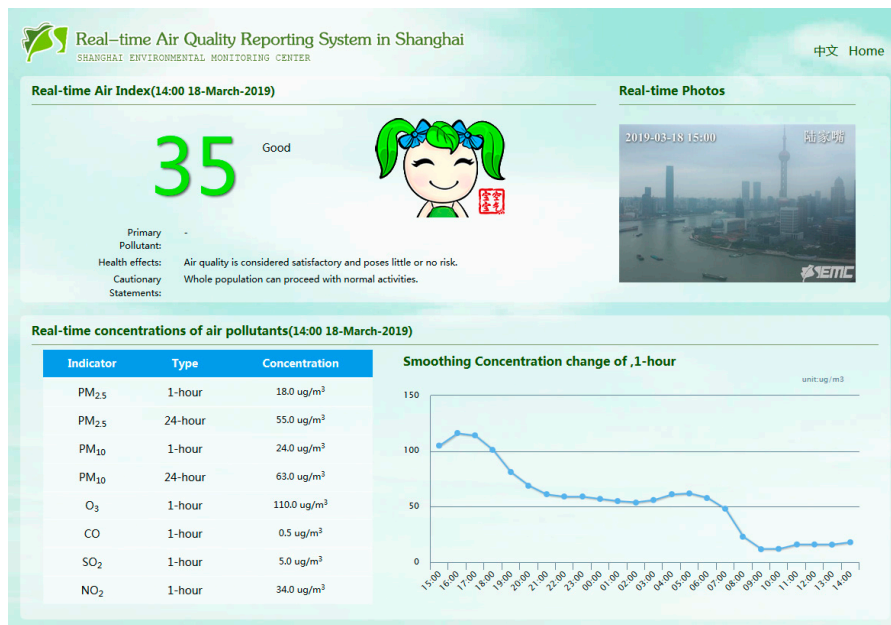 Real-time Air Quality Reporting System in Shanghai
SHANGHAI ENVIRONMENTAL MONITORING CENTER
中文 Home
Real-time Air Index(14:00 18-March-2019)
35
Good
Primary Pollutant: -
Health effects: Air quality is considered satisfactory and poses little or no risk.
Cautionary Statements: Whole population can proceed with normal activities.
Real-time Photos
2019-03-18 15:00 陆家嘴
SEMC
Real-time concentrations of air pollutants(14:00 18-March-2019)
Indicator Type Concentration
PM2.5 1-hour 18.0 ug/m3
PM2.5 24-hour 55.0 ug/m3
PM10 1-hour 24.0 ug/m3
PM10 24-hour 63.0 ug/m3
O3 1-hour 110.0 ug/m3
CO 1-hour 0.5 ug/m3
SO2 1-hour 5.0 ug/m3
NO2 1-hour 34.0 ug/m3
Smoothing Concentration change of ,1-hour
unit:ug/m3
150
100
50
0
15:00 16:00 17:00 18:00 19:00 20:00 21:00 22:00 23:00 00:00 01:00 02:00 03:00 04:00 05:00 06:00 07:00 08:00 09:00 10:00 11:00 12:00 13:00 14:00